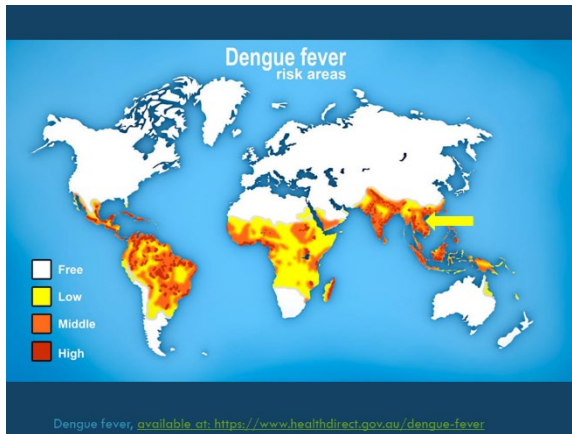 Dengue fever
risk areas
Free
Low
Middle
High
Dengue fever, available at: https://www.healthdirect.gov.au/dengue-fever